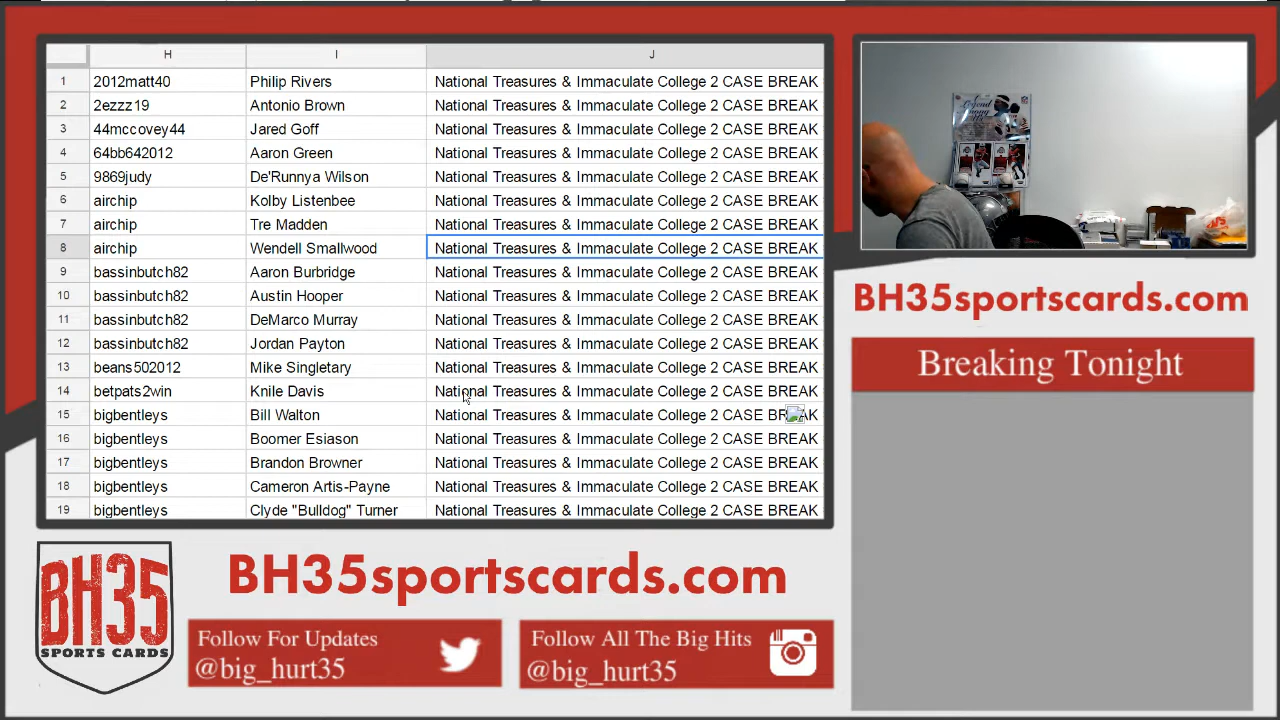 H I J
1 2012matt40 Philip Rivers National Treasures & Immaculate College 2 CASE BREAK
2 2ezzz19 Antonio Brown National Treasures & Immaculate College 2 CASE BREAK
3 44mccovey44 Jared Goff National Treasures & Immaculate College 2 CASE BREAK
4 64bb642012 Aaron Green National Treasures & Immaculate College 2 CASE BREAK
5 9869judy De'Runnya Wilson National Treasures & Immaculate College 2 CASE BREAK
6 airchip Kolby Listenbee National Treasures & Immaculate College 2 CASE BREAK
7 airchip Tre Madden National Treasures & Immaculate College 2 CASE BREAK
8 airchip Wendell Smallwood National Treasures & Immaculate College 2 CASE BREAK
9 bassinbutch82 Aaron Burbridge National Treasures & Immaculate College 2 CASE BREAK
10 bassinbutch82 Austin Hooper National Treasures & Immaculate College 2 CASE BREAK
11 bassinbutch82 DeMarco Murray National Treasures & Immaculate College 2 CASE BREAK
12 bassinbutch82 Jordan Payton National Treasures & Immaculate College 2 CASE BREAK
13 beans502012 Mike Singletary National Treasures & Immaculate College 2 CASE BREAK
14 betpats2win Knile Davis National Treasures & Immaculate College 2 CASE BREAK
15 bigbentleys Bill Walton National Treasures & Immaculate College 2 CASE BREAK
16 bigbentleys Boomer Esiason National Treasures & Immaculate College 2 CASE BREAK
17 bigbentleys Brandon Browner National Treasures & Immaculate College 2 CASE BREAK
18 bigbentleys Cameron Artis-Payne National Treasures & Immaculate College 2 CASE BREAK
19 bigbentleys Clyde "Bulldog" Turner National Treasures & Immaculate College 2 CASE BREAK
Legend
BH35sportscards.com
Breaking Tonight
BH35
SPORTS CARDS
BH35sportscards.com
Follow For Updates
@big_hurt35
Follow All The Big Hits
@big_hurt35